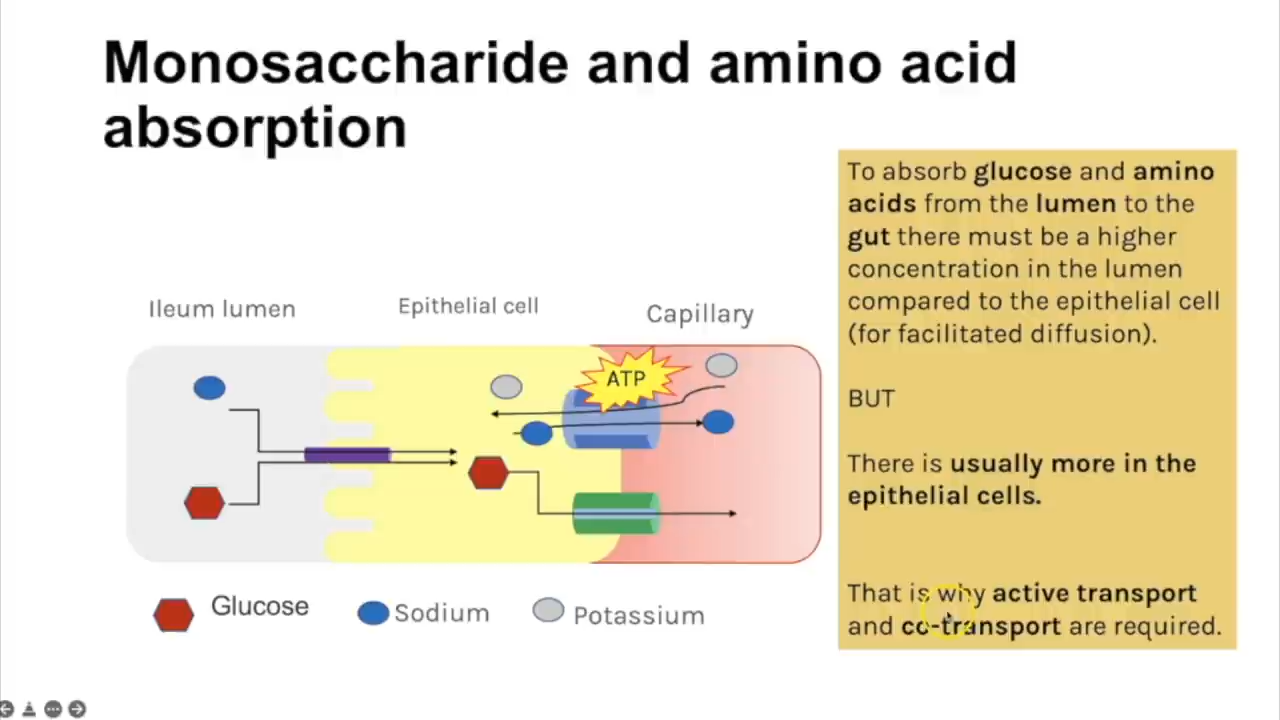 Monosaccharide and amino acid
absorption
To absorb glucose and amino
acids from the lumen to the
gut there must be a higher
concentration in the lumen
compared to the epithelial cell
(for facilitated diffusion).
BUT
There is usually more in the
epithelial cells.
That is why active transport
and co-transport are required.
Ileum lumen
Epithelial cell
Capillary
ATP
Glucose
Sodium
Potassium